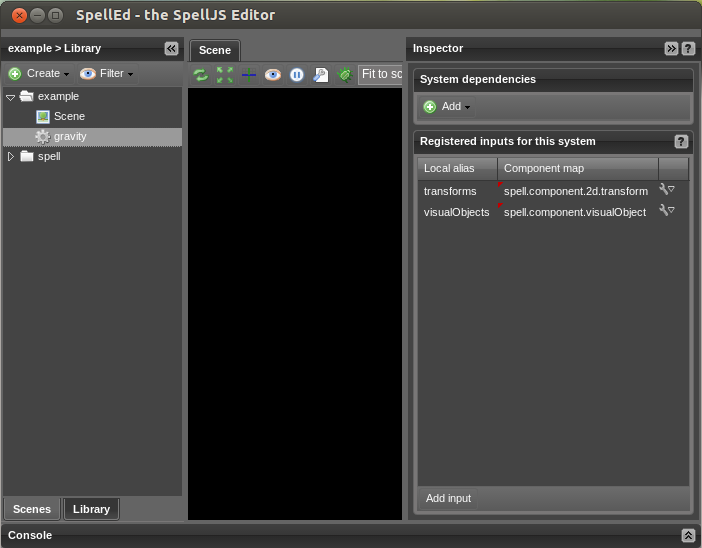 SpellEd - the SpellJS Editor
example > Library
Create
Filter
example
Scene
gravity
spell
Scenes
Library
Scene
Fit to sc
Inspector
System dependencies
Add
Registered inputs for this system
Local alias Component map
transforms spell.component.2d.transform
visualObjects spell.component.visualObject
Add input
Console